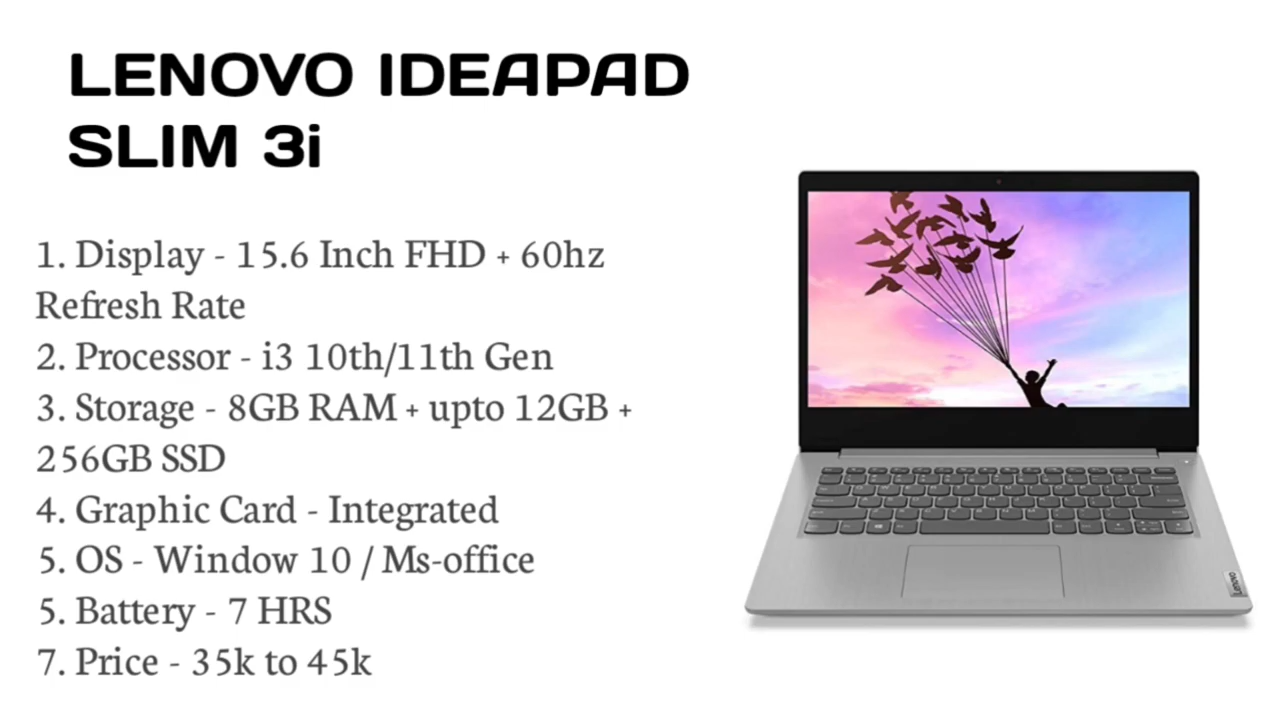 LENOVO IDEAPAD
SLIM 3i
1. Display - 15.6 Inch FHD + 60hz
Refresh Rate
2. Processor - i3 10th/11th Gen
3. Storage - 8GB RAM + upto 12GB +
256GB SSD
4. Graphic Card - Integrated
5. OS - Window 10 / Ms-office
5. Battery - 7 HRS
7. Price - 35k to 45k
Lenovo